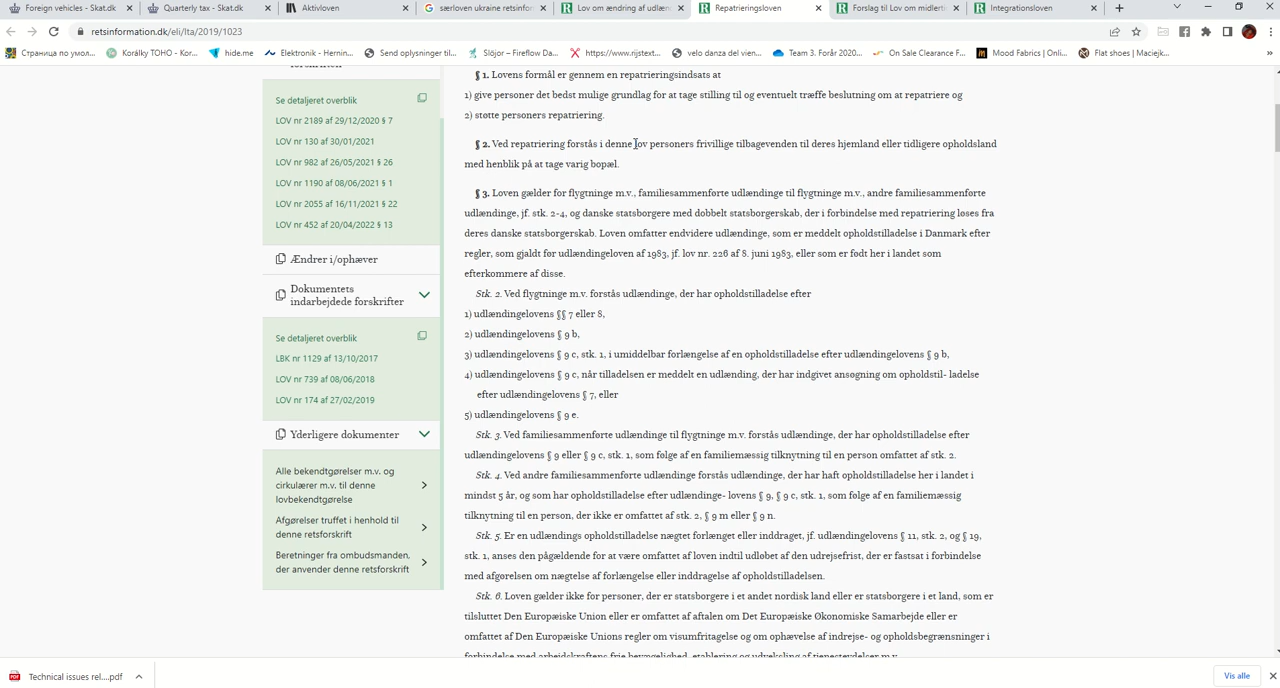 Foreign vehicles - Skat.dk
Quarterly tax - Skat.dk
Aktivloven
særloven ukraine retsinfor
Lov om ændring af udlæn
Repatrieringsloven
Forslag til Lov om midlerti
Integrationsloven
retsinformation.dk/eli/lta/2019/1023
Страница по умол...
Korálky TOHO - Kor...
hide.me
Elektronik - Hernin...
Send oplysninger til...
Slöjor – Fireflow Da...
https://www.rijstext...
velo danza del vien...
Team 3. Forår 2020...
On Sale Clearance F...
Mood Fabrics | Onli...
Flat shoes | Maciejk...
»
Se detaljeret overblik
LOV nr 2189 af 29/12/2020 § 7
LOV nr 130 af 30/01/2021
LOV nr 982 af 26/05/2021 § 26
LOV nr 1190 af 08/06/2021 § 1
LOV nr 2055 af 16/11/2021 § 22
LOV nr 452 af 20/04/2022 § 13
Ændrer i/ophæver
Dokumentets
indarbejdede forskrifter
Se detaljeret overblik
LBK nr 1129 af 13/10/2017
LOV nr 739 af 08/06/2018
LOV nr 174 af 27/02/2019
Yderligere dokumenter
Alle bekendtgørelser m.v. og
cirkulærer m.v. til denne
lovbekendtgørelse
Afgørelser truffet i henhold til
denne retsforskrift
Beretninger fra ombudsmanden,
der anvender denne retsforskrift
§ 1. Lovens formål er gennem en repatrieringsindsats at
1) give personer det bedst mulige grundlag for at tage stilling til og eventuelt træffe beslutning om at repatriere og
2) støtte personers repatriering.
§ 2. Ved repatriering forstås i denne lov personers frivillige tilbagevenden til deres hjemland eller tidligere opholdsland
med henblik på at tage varig bopæl.
§ 3. Loven gælder for flygtninge m.v., familiesammenførte udlændinge til flygtninge m.v., andre familiesammenførte
udlændinge, jf. stk. 2-4, og danske statsborgere med dobbelt statsborgerskab, der i forbindelse med repatriering løses fra
deres danske statsborgerskab. Loven omfatter endvidere udlændinge, som er meddelt opholdstilladelse i Danmark efter
regler, som gjaldt før udlændingeloven af 1983, jf. lov nr. 226 af 8. juni 1983, eller som er født her i landet som
efterkommere af disse.
Stk. 2. Ved flygtninge m.v. forstås udlændinge, der har opholdstilladelse efter
1) udlændingelovens §§ 7 eller 8,
2) udlændingelovens § 9 b,
3) udlændingelovens § 9 c, stk. 1, i umiddelbar forlængelse af en opholdstilladelse efter udlændingelovens § 9 b,
4) udlændingelovens § 9 c, når tilladelsen er meddelt en udlænding, der har indgivet ansøgning om opholdstil- ladelse
efter udlændingelovens § 7, eller
5) udlændingelovens § 9 e.
Stk. 3. Ved familiesammenførte udlændinge til flygtninge m.v. forstås udlændinge, der har opholdstilladelse efter
udlændingelovens § 9 eller § 9 c, stk. 1, som følge af en familiemæssig tilknytning til en person omfattet af stk. 2.
Stk. 4. Ved andre familiesammenførte udlændinge forstås udlændinge, der har haft opholdstilladelse her i landet i
mindst 5 år, og som har opholdstilladelse efter udlændinge- lovens § 9, § 9 c, stk. 1, som følge af en familiemæssig
tilknytning til en person, der ikke er omfattet af stk. 2, § 9 m eller § 9 n.
Stk. 5. Er en udlændings opholdstilladelse nægtet forlænget eller inddraget, jf. udlændingelovens § 11, stk. 2, og § 19,
stk. 1, anses den pågældende for at være omfattet af loven indtil udløbet af den udrejsefrist, der er fastsat i forbindelse
med afgørelsen om nægtelse af forlængelse eller inddragelse af opholdstilladelsen.
Stk. 6. Loven gælder ikke for personer, der er statsborgere i et andet nordisk land eller er statsborgere i et land, som er
tilsluttet Den Europæiske Union eller er omfattet af aftalen om Det Europæiske Økonomiske Samarbejde eller er
omfattet af Den Europæiske Unions regler om visumfritagelse og om ophævelse af indrejse- og opholdsbegrænsninger i
forbindelse med arbejdskraftens frie bevægelighed, etablering og udveksling af tjenesteydelser m.v.
Technical issues rel....pdf
Vis alle